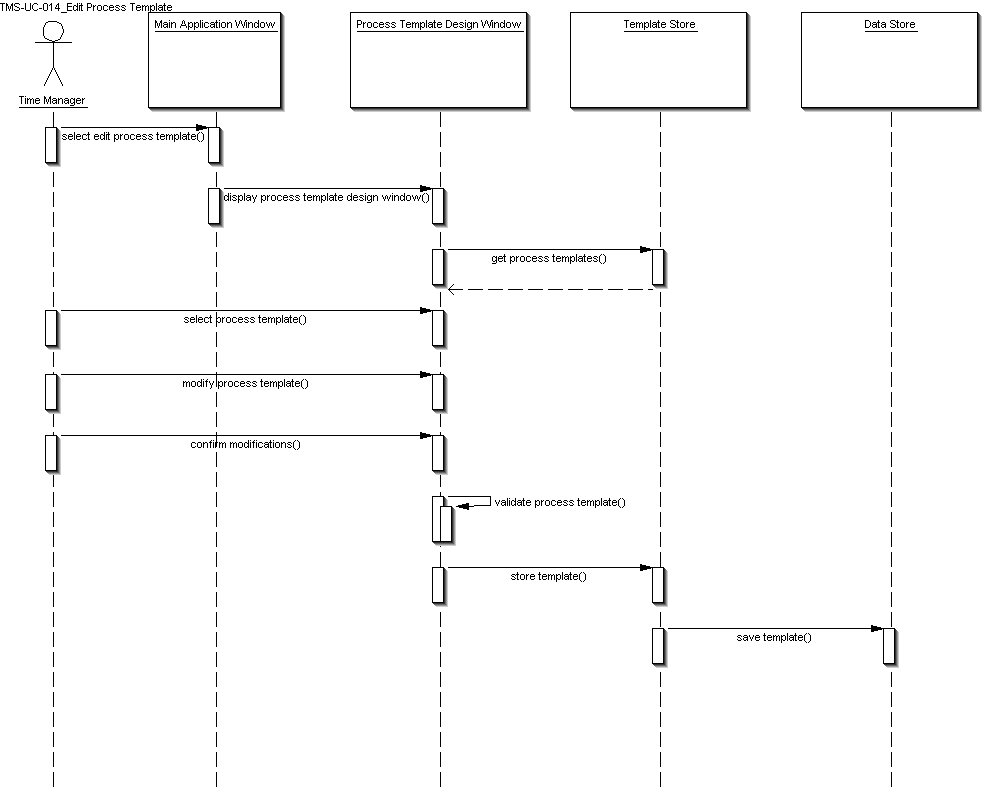 TMS-UC-014_Edit Process Template
Main Application Window
Process Template Design Window
Template Store
Data Store
Time Manager
select edit process template()
display process template design window()
get process templates()
select process template()
modify process template()
confirm modifications()
validate process template()
store template()
save template()